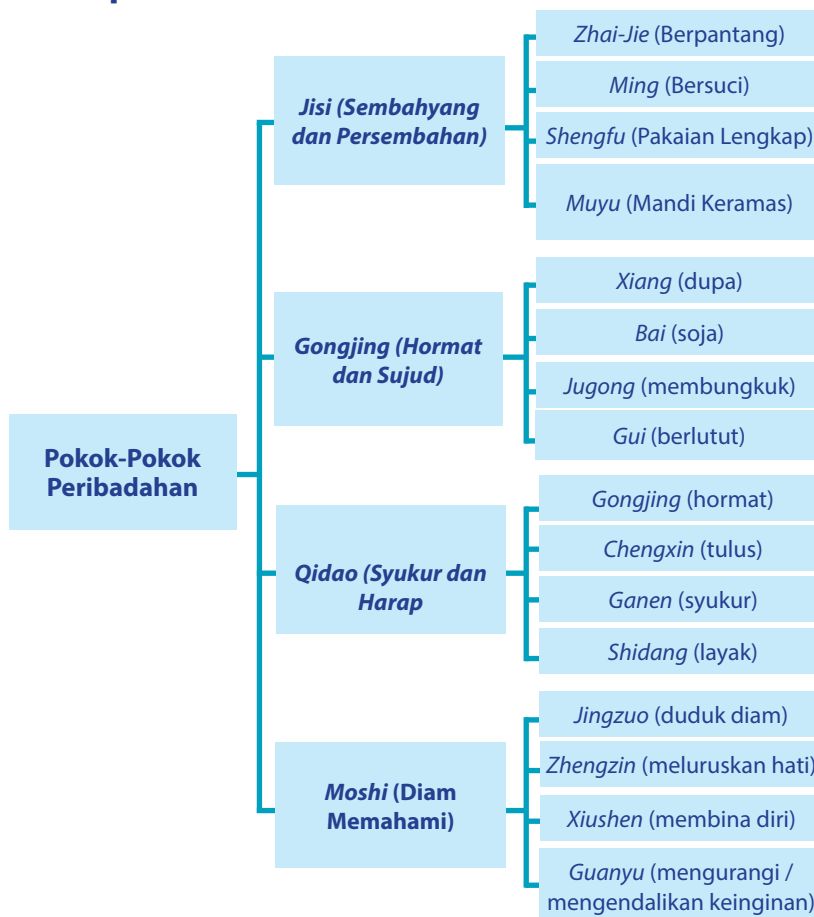 Pokok-Pokok
Peribadahan
Jisi (Sembahyang
dan Persembahan)
Zhai-Jie (Berpantang)
Ming (Bersuci)
Shengfu (Pakaian Lengkap)
Muyu (Mandi Keramas)
Gongjing (Hormat
dan Sujud)
Xiang (dupa)
Bai (soja)
Jugong (membungkuk)
Gui (berlutut)
Qidao (Syukur dan
Harap
Gongjing (hormat)
Chengxin (tulus)
Ganen (syukur)
Shidang (layak)
Moshi (Diam
Memahami)
Jingzuo (duduk diam)
Zhengzin (meluruskan hati)
Xiushen (membina diri)
Guanyu (mengurangi /
mengendalikan keinginan)